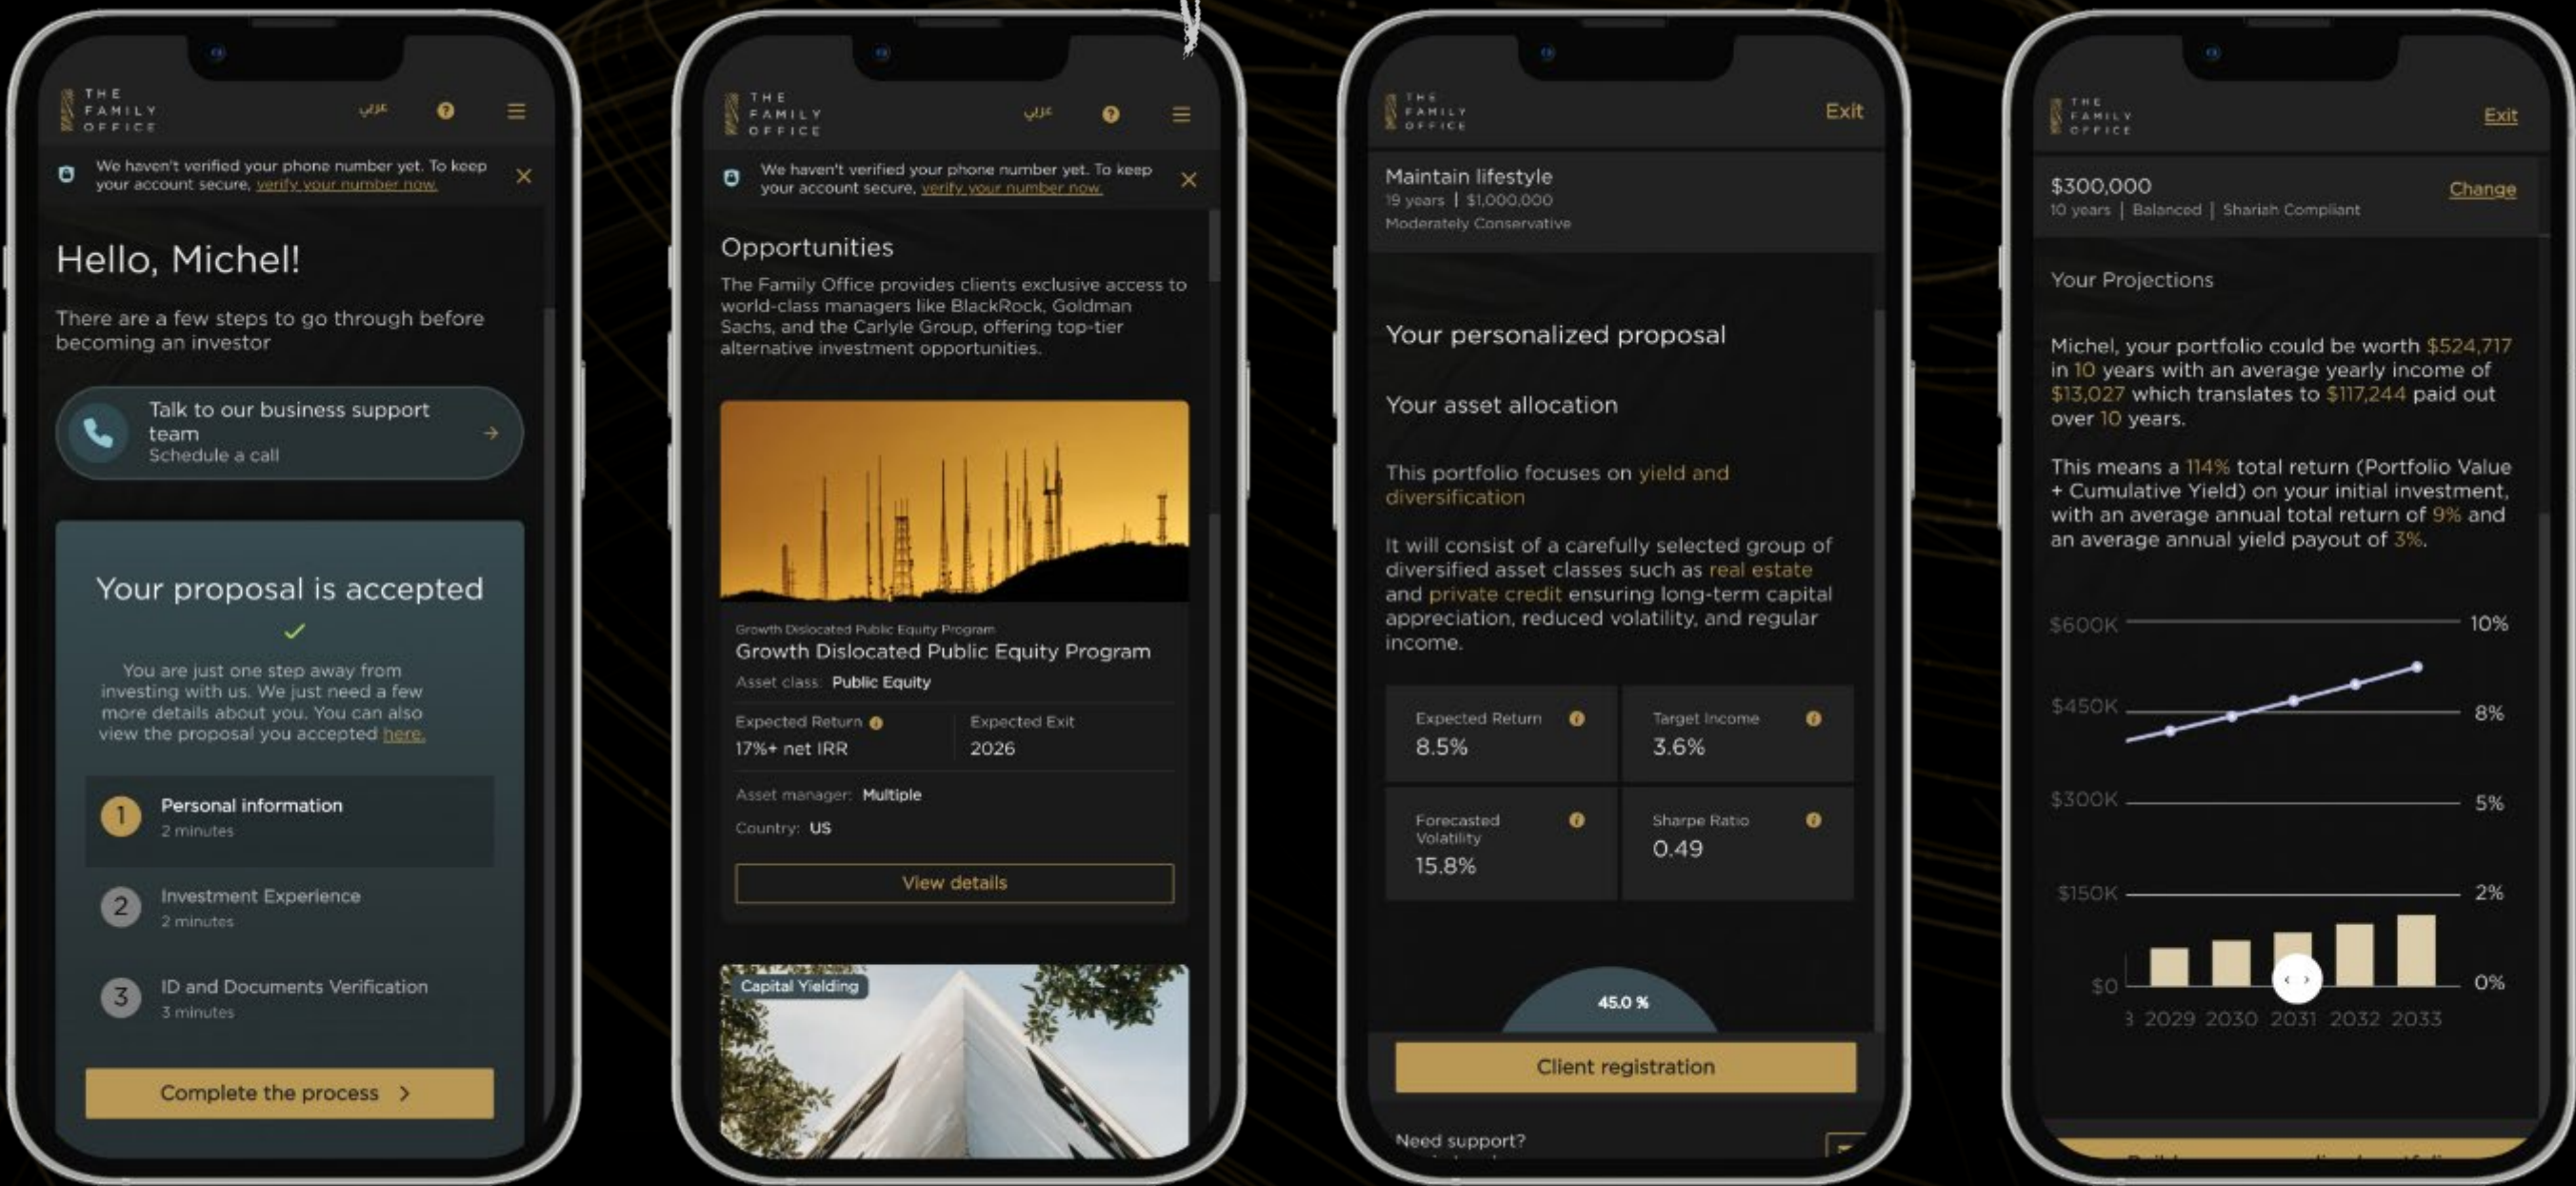 THE
FAMILY
OFFICE
عربي
?
We haven't verified your phone number yet. To keep
your account secure, verify your number now.
Hello, Michel!
There are a few steps to go through before
becoming an investor
Talk to our business support
team
Schedule a call
Your proposal is accepted
You are just one step away from
investing with us. We just need a few
more details about you. You can also
view the proposal you accepted here.
1
Personal information
2 minutes
2
Investment Experience
2 minutes
3
ID and Documents Verification
3 minutes
Complete the process
THE
FAMILY
OFFICE
عربي
?
We haven't verified your phone number yet. To keep
your account secure, verify your number now.
Opportunities
The Family Office provides clients exclusive access to
world-class managers like BlackRock, Goldman
Sachs, and the Carlyle Group, offering top-tier
alternative investment opportunities.
Growth Dislocated Public Equity Program
Growth Dislocated Public Equity Program
Asset class: Public Equity
Expected Return i Expected Exit
17%+ net IRR 2026
Asset manager: Multiple
Country: US
View details
Capital Yielding
THE
FAMILY
OFFICE
Exit
Maintain lifestyle
19 years | $1,000,000
Moderately Conservative
Your personalized proposal
Your asset allocation
This portfolio focuses on yield and
diversification
It will consist of a carefully selected group of
diversified asset classes such as real estate
and private credit ensuring long-term capital
appreciation, reduced volatility, and regular
income.
Expected Return i Target Income i
8.5% 3.6%
Forecasted
Volatility i
15.8%
Sharpe Ratio i
0.49
45.0 %
Client registration
Need support?
THE
FAMILY
OFFICE
Exit
$300,000
Change
10 years | Balanced | Shariah Compliant
Your Projections
Michel, your portfolio could be worth $524,717
in 10 years with an average yearly income of
$13,027 which translates to $117,244 paid out
over 10 years.
This means a 114% total return (Portfolio Value
+ Cumulative Yield) on your initial investment,
with an average annual total return of 9% and
an average annual yield payout of 3%.
$600K 10%
$450K 8%
$300K 5%
$150K 2%
$0 0%
2029 2030 2031 2032 2033